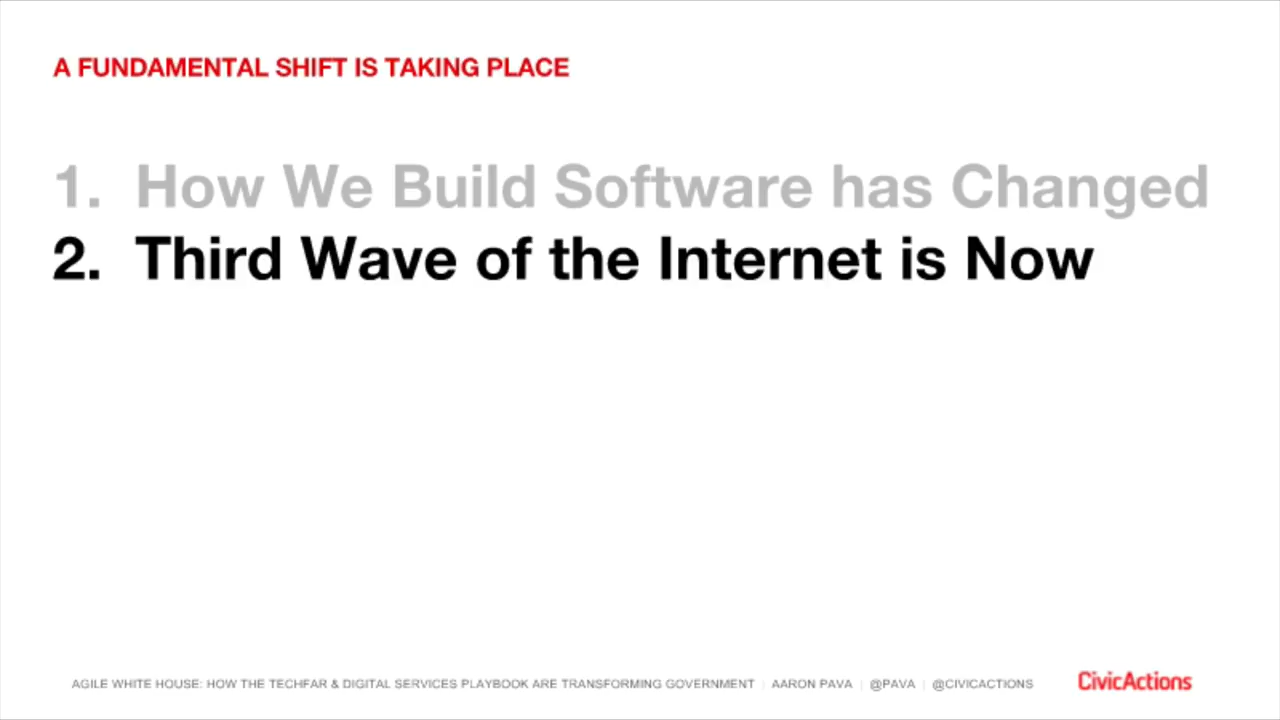 A FUNDAMENTAL SHIFT IS TAKING PLACE
1. How We Build Software has Changed
2. Third Wave of the Internet is Now
AGILE WHITE HOUSE: HOW THE TECHFAR & DIGITAL SERVICES PLAYBOOK ARE TRANSFORMING GOVERNMENT | AARON PAVA | @PAVA | @CIVICACTIONS CivicActions